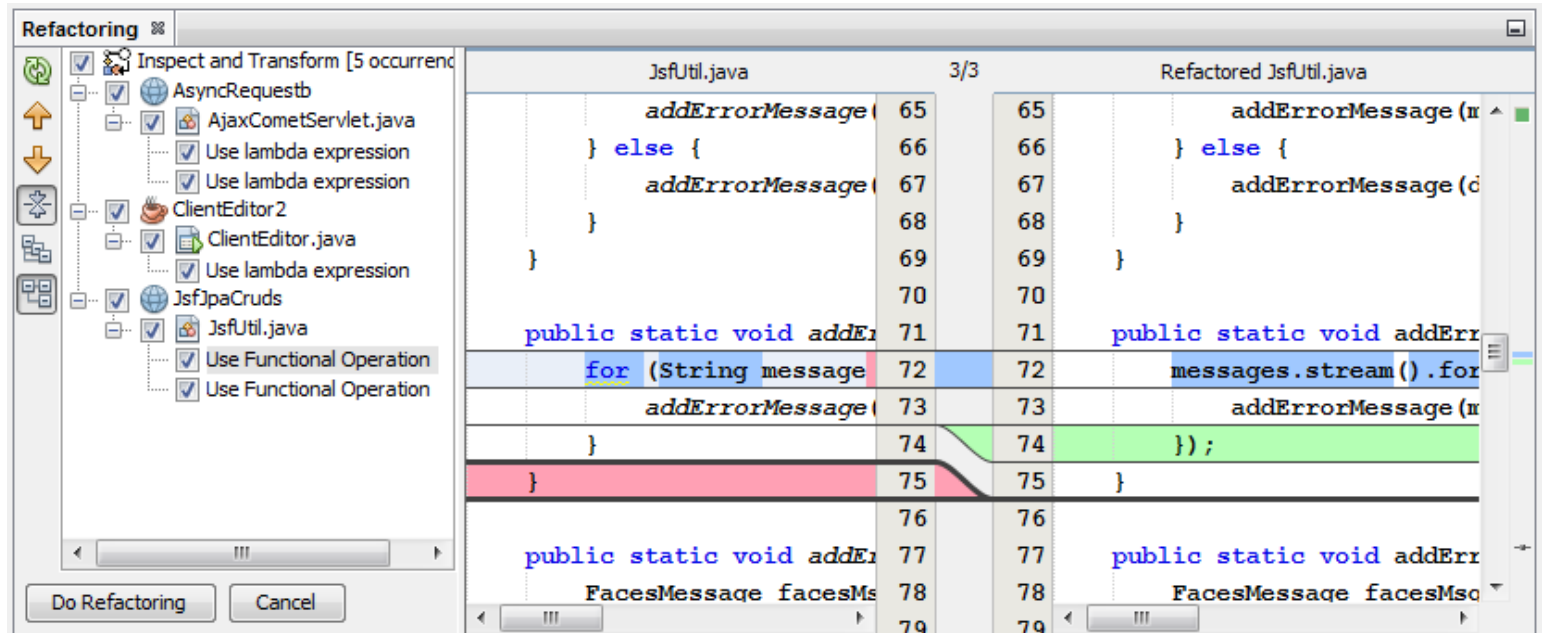 Refactoring
Inspect and Transform [5 occurrenc
AsyncRequestb
AjaxCometServlet.java
Use lambda expression
Use lambda expression
ClientEditor2
ClientEditor.java
Use lambda expression
JsfJpaCruds
JsfUtil.java
Use Functional Operation
Use Functional Operation
Do Refactoring Cancel
JsfUtil.java 3/3 Refactored JsfUtil.java
addErrorMessage( 65 65 addErrorMessage(m
} else { 66 66 } else {
addErrorMessage( 67 67 addErrorMessage(d
} 68 68 }
} 69 69 }
70 70
public static void addEr 71 71 public static void addErr
for (String message 72 72 messages.stream().for
addErrorMessage( 73 73 addErrorMessage(m
} 74 74 });
} 75 75 }
76 76
public static void addEr 77 77 public static void addErr
FacesMessage facesMs 78 78 FacesMessage facesMsg
79 79